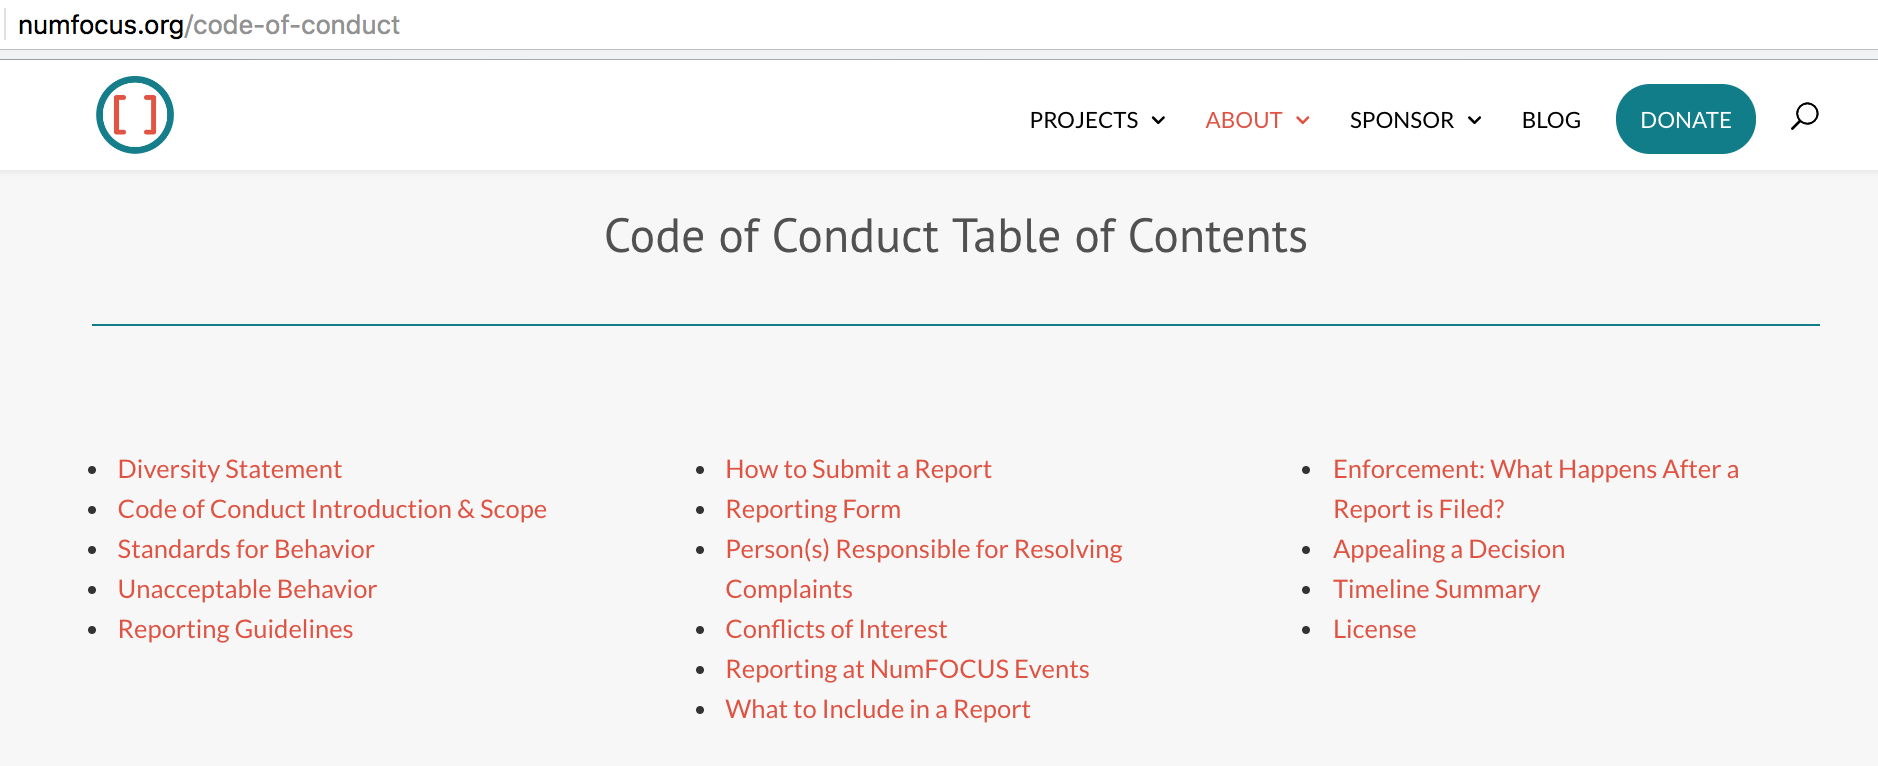 numfocus.org/code-of-conduct
[ ]
PROJECTS ABOUT SPONSOR BLOG DONATE
Code of Conduct Table of Contents
Diversity Statement
Code of Conduct Introduction & Scope
Standards for Behavior
Unacceptable Behavior
Reporting Guidelines
How to Submit a Report
Reporting Form
Person(s) Responsible for Resolving
Complaints
Conflicts of Interest
Reporting at NumFOCUS Events
What to Include in a Report
Enforcement: What Happens After a
Report is Filed?
Appealing a Decision
Timeline Summary
License